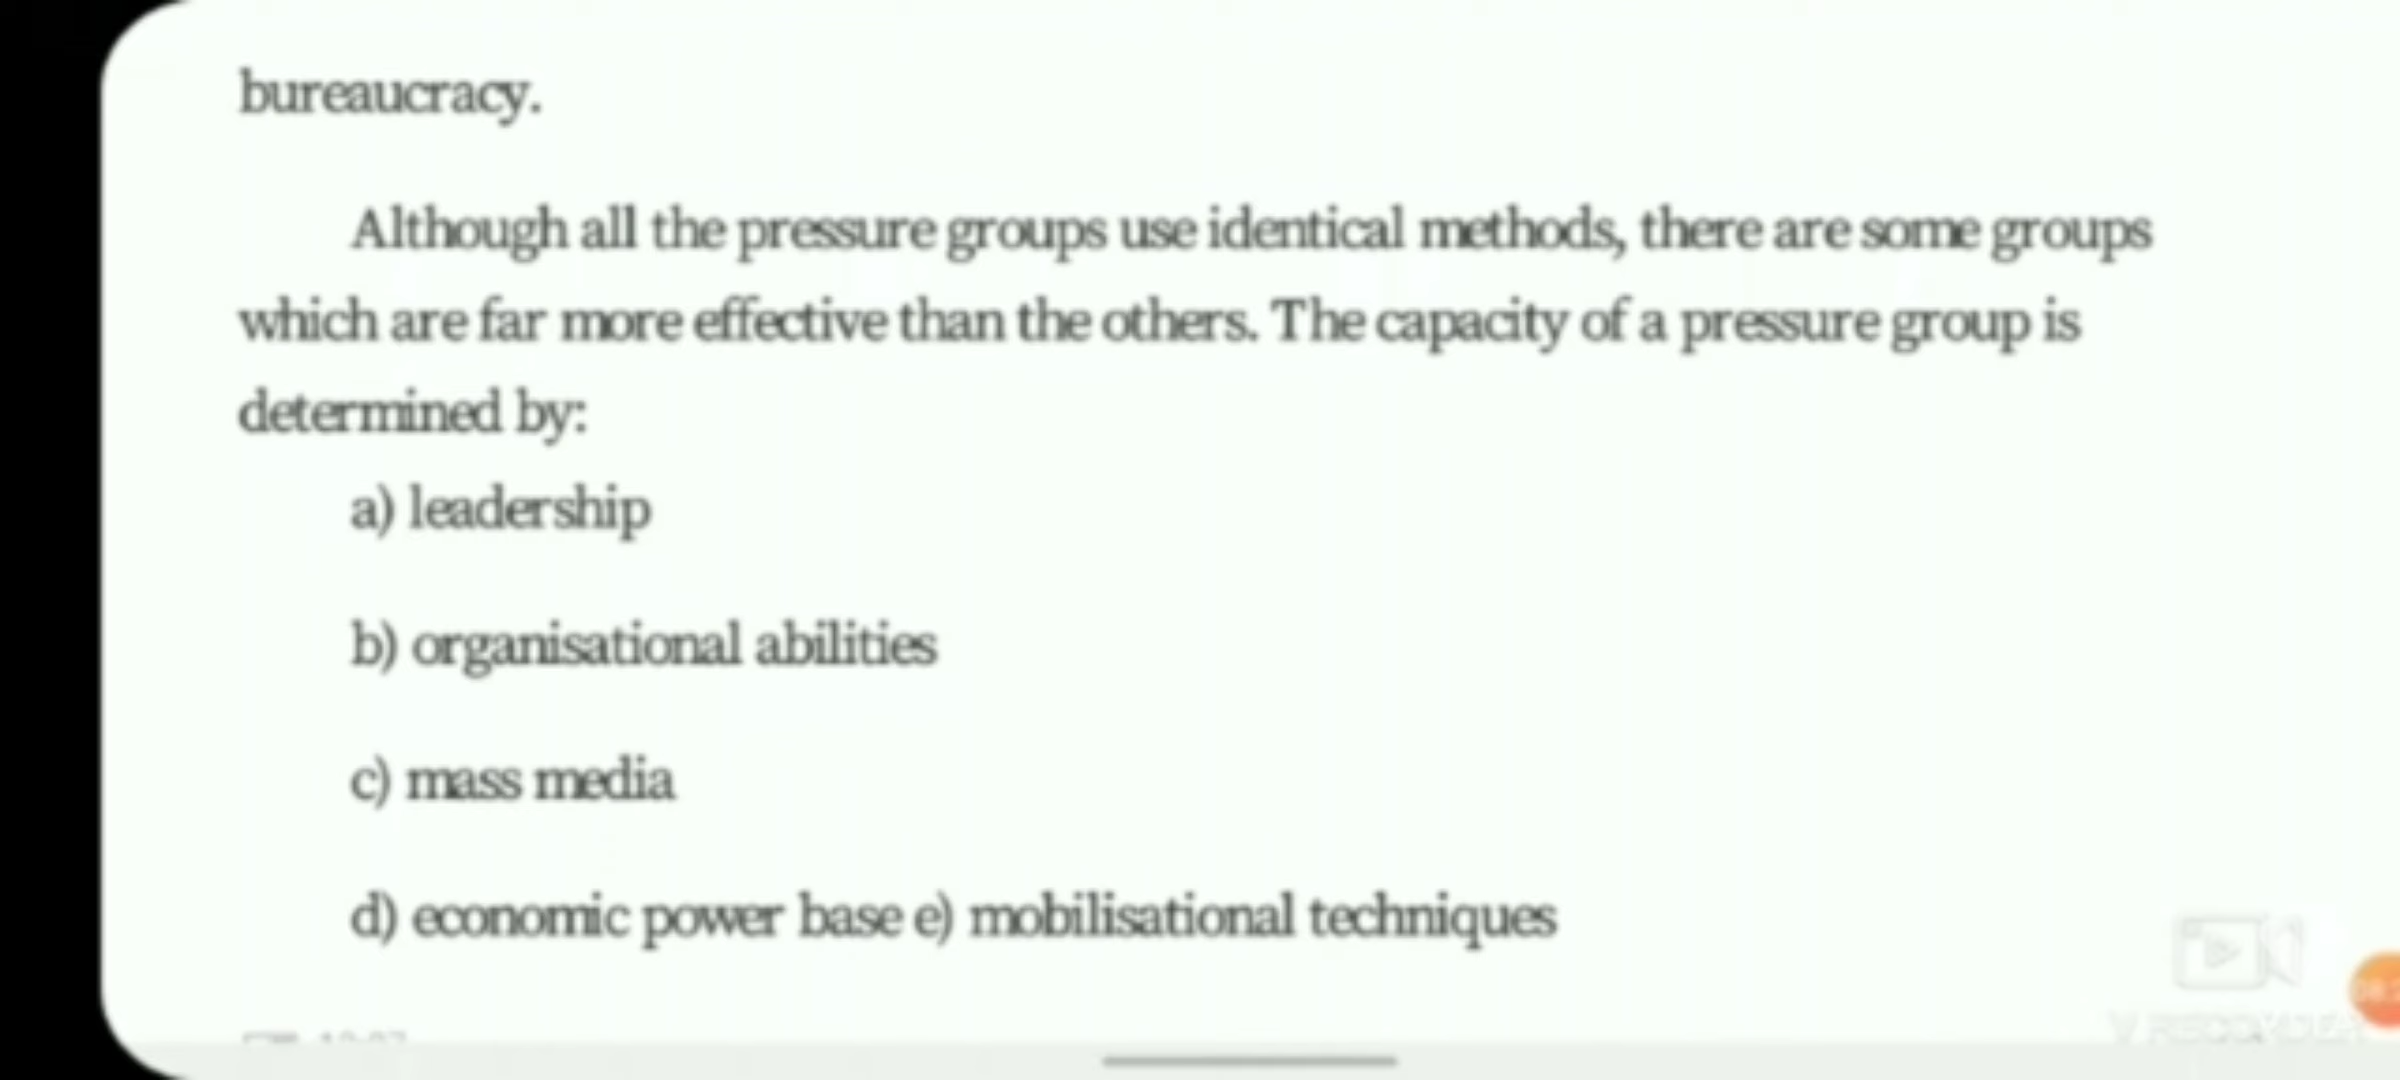 bureaucracy.
Although all the pressure groups use identical methods, there are some groups
which are far more effective than the others. The capacity of a pressure group is
determined by:
a) leadership
b) organisational abilities
c) mass media
d) economic power base e) mobilisational techniques
V RECORDER